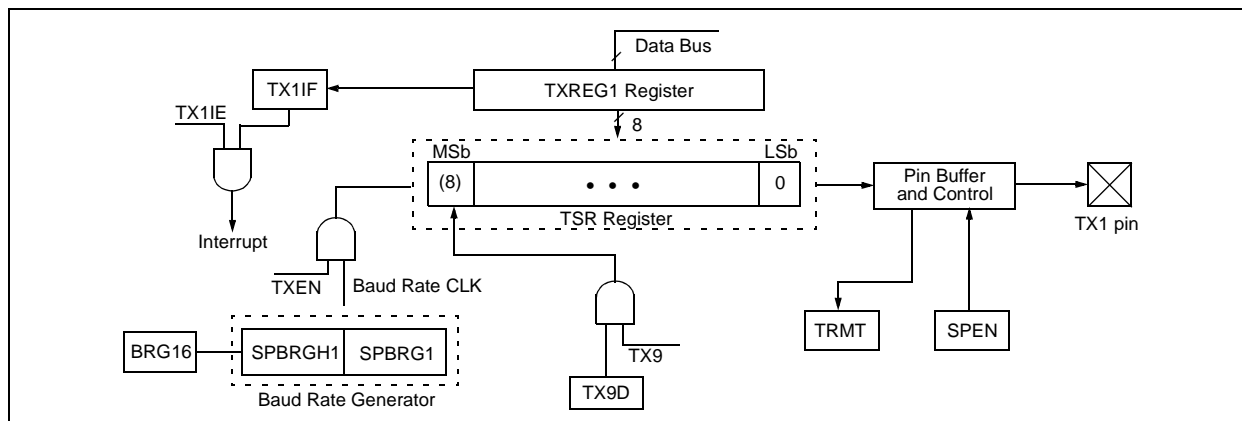 Data Bus
TX1IF
TXREG1 Register
TX1IE
8
MSb
LSb
(8)
• • •
0
TSR Register
Pin Buffer
and Control
TX1 pin
Interrupt
TXEN
Baud Rate CLK
TRMT
SPEN
BRG16
SPBRGH1
SPBRG1
TX9
TX9D
Baud Rate Generator